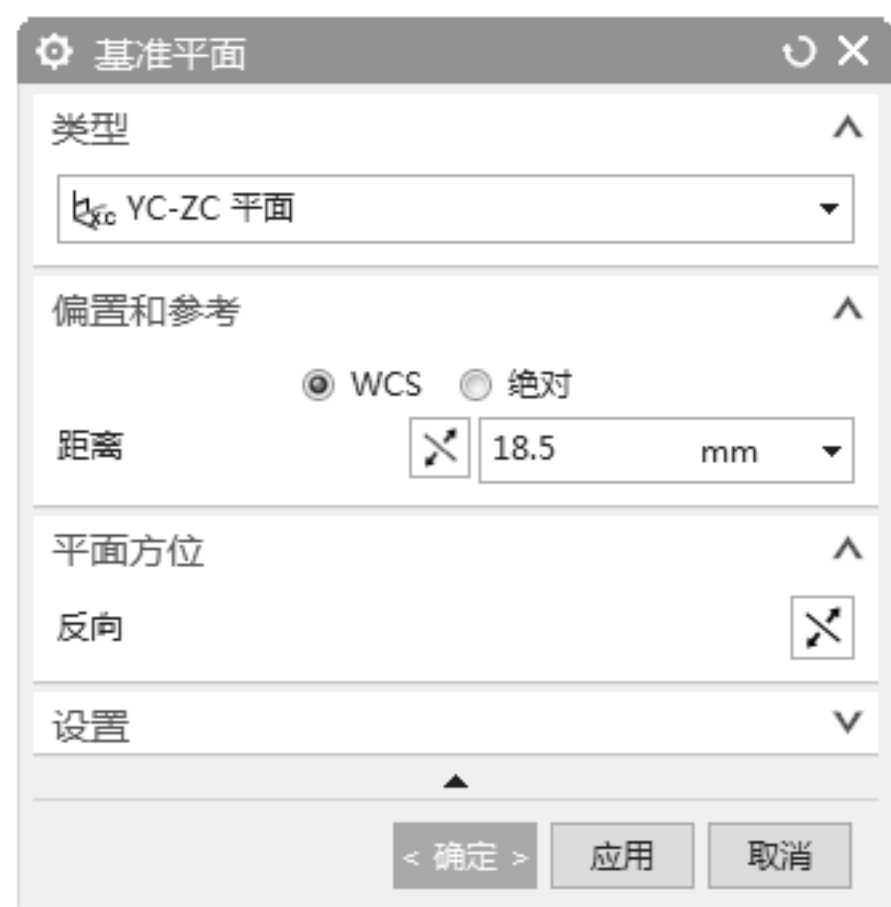 基准平面
类型
YC-ZC 平面
偏置和参考
WCS 绝对
距离 18.5 mm
平面方位
反向
设置
< 确定 > 应用 取消